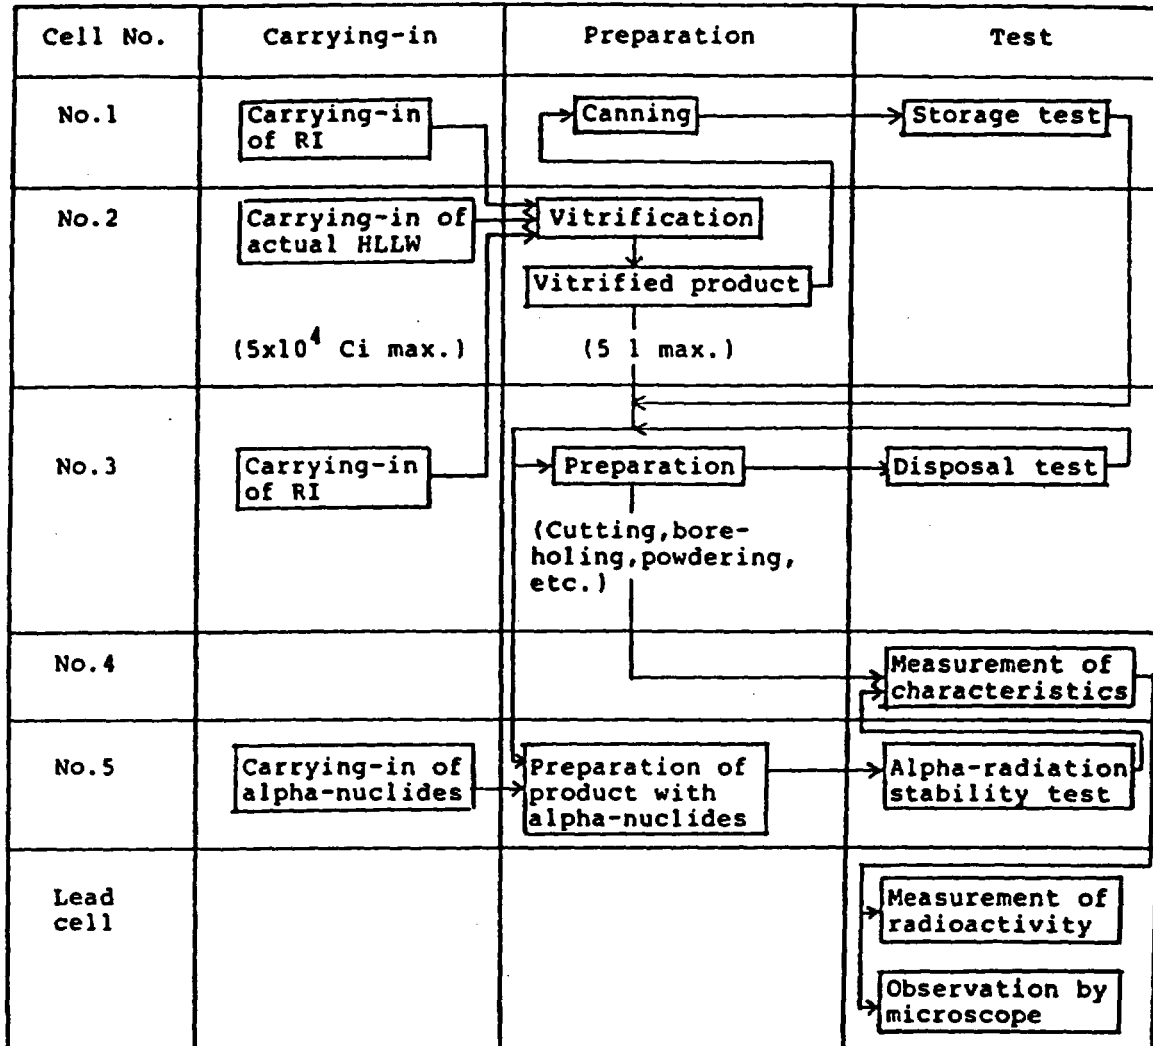 Cell No.
Carrying-in
Preparation
Test
No.1
Carrying-in
of RI
Canning
Storage test
No.2
Carrying-in of
actual HLLW
Vitrification
Vitrified product
(5x10⁴ Ci max.)
(5 l max.)
No.3
Carrying-in
of RI
Preparation
Disposal test
(Cutting,bore-
holing,powdering,
etc.)
No.4
Measurement of
characteristics
No.5
Carrying-in of
alpha-nuclides
Preparation of
product with
alpha-nuclides
Alpha-radiation
stability test
Lead
cell
Measurement of
radioactivity
Observation by
microscope